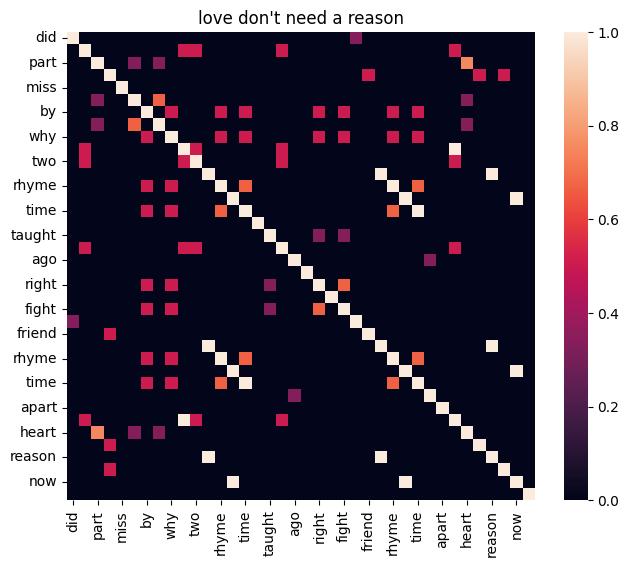 love don't need a reason
did
part
miss
by
why
two
rhyme
time
taught
ago
right
fight
friend
rhyme
time
apart
heart
reason
now
did
part
miss
by
why
two
rhyme
time
taught
ago
right
fight
friend
rhyme
time
apart
heart
reason
now
1.0
0.8
0.6
0.4
0.2
0.0